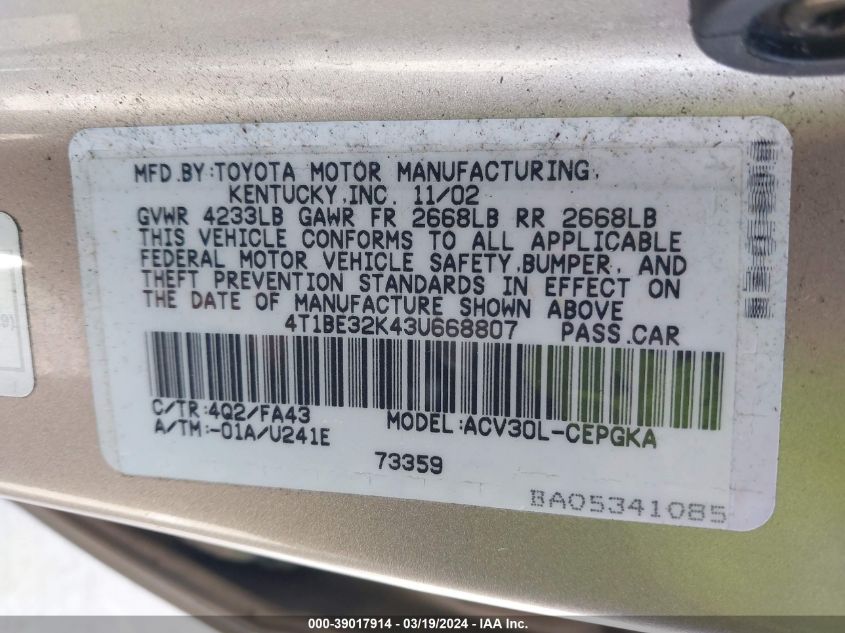 MFD.BY:TOYOTA MOTOR MANUFACTURING,
KENTUCKY,INC. 11/02
GVWR 4233LB GAWR FR 2668LB RR 2668LB
THIS VEHICLE CONFORMS TO ALL APPLICABLE
FEDERAL MOTOR VEHICLE SAFETY,BUMPER, AND
THEFT PREVENTION STANDARDS IN EFFECT ON
THE DATE OF MANUFACTURE SHOWN ABOVE
4T1BE32K43U668807 PASS.CAR
C/TR:4Q2/FA43
A/TM:-01A/U241E
MODEL:ACV30L-CEPGKA
73359
BA05341085
000-39017914 - 03/19/2024 - IAA Inc.